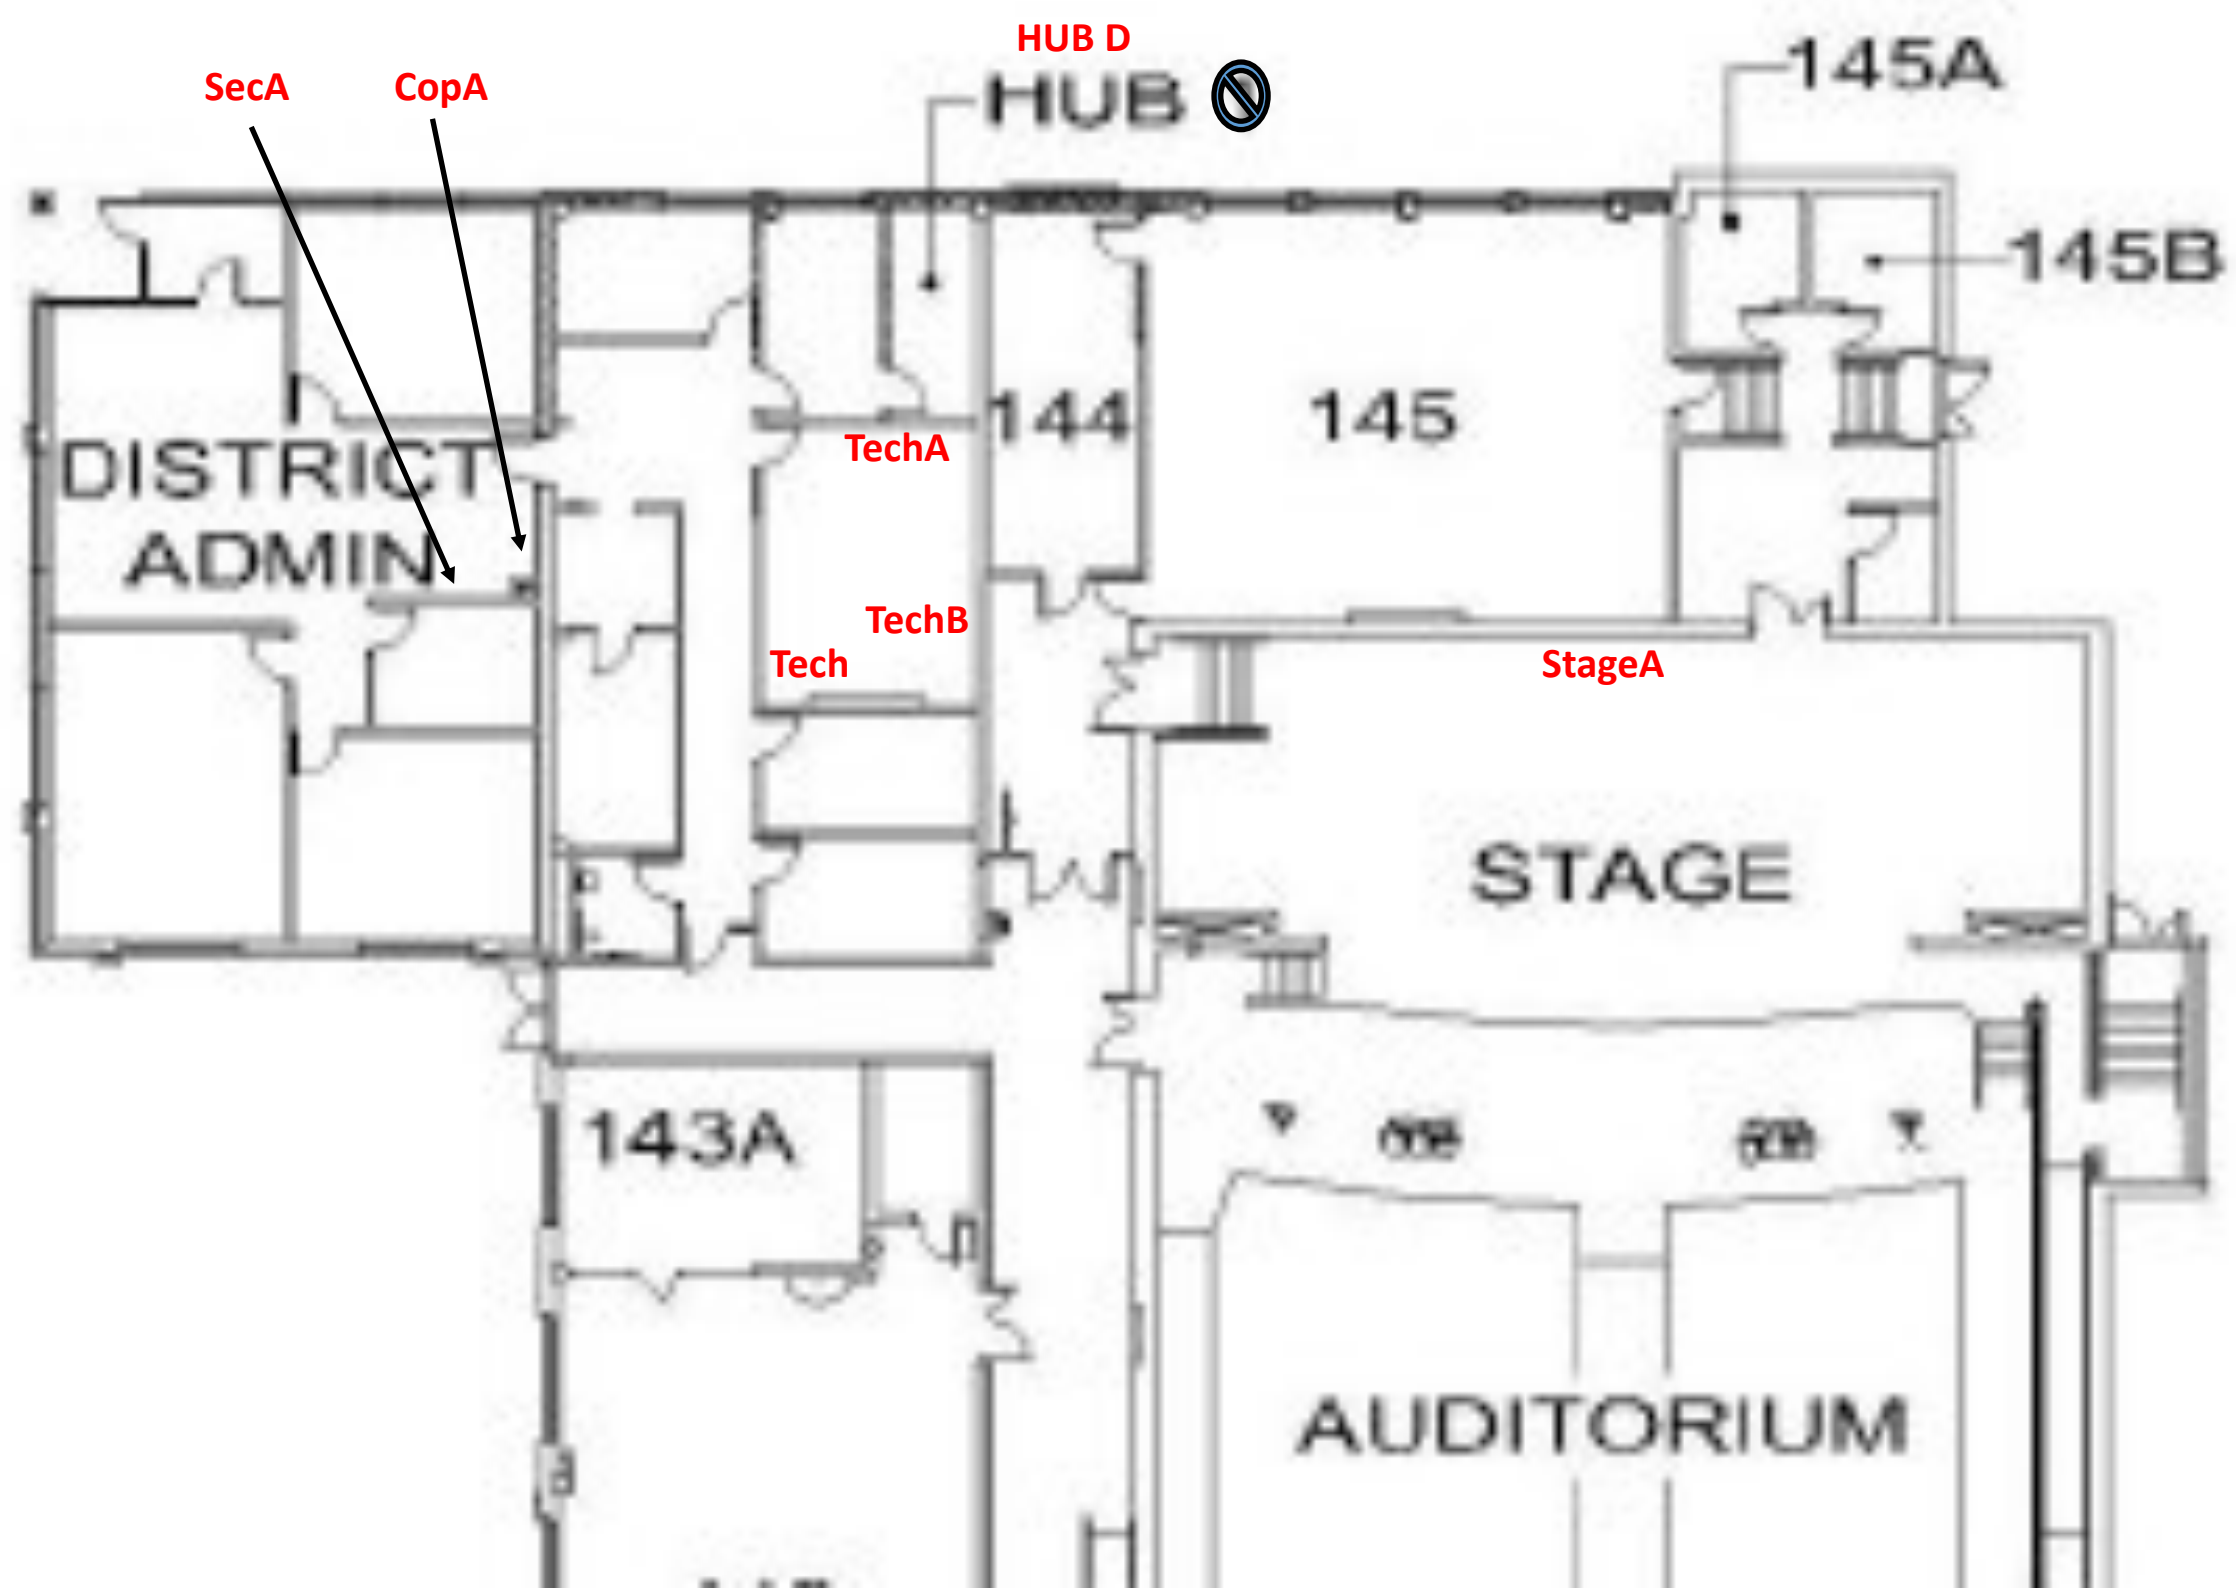 HUB D
SecA
CopA
HUB
145A
145B
144
145
TechA
DISTRICT
ADMIN
TechB
Tech
StageA
STAGE
143A
AUDITORIUM